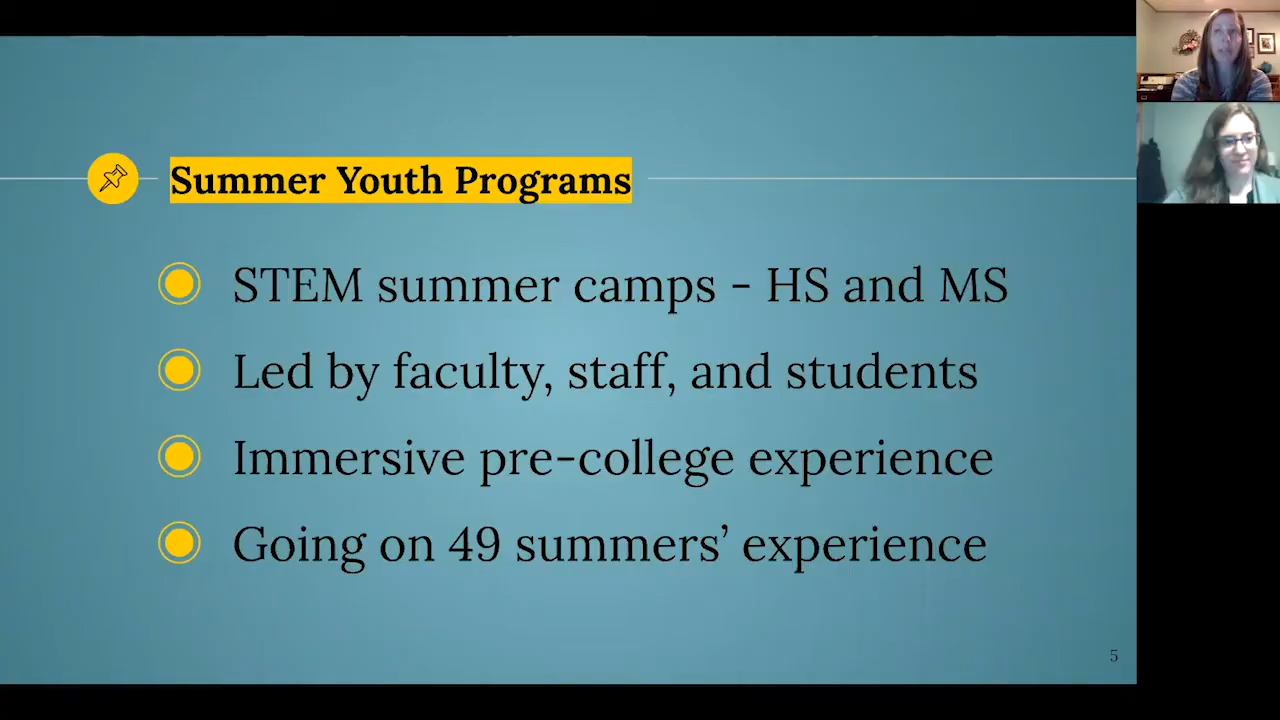 Summer Youth Programs
STEM summer camps - HS and MS
Led by faculty, staff, and students
Immersive pre-college experience
Going on 49 summers’ experience
5